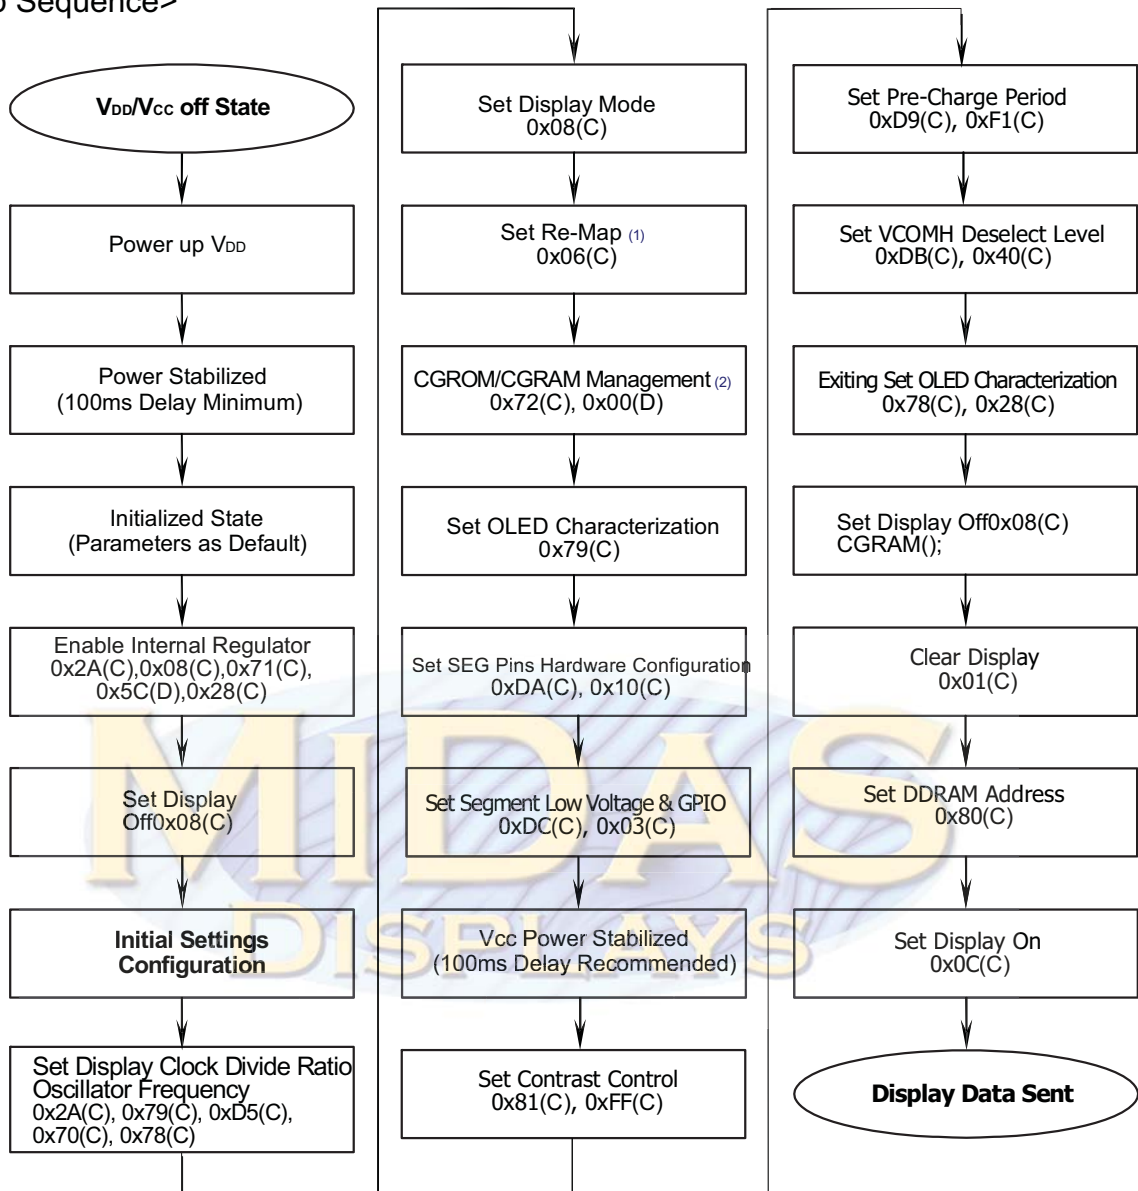 Sequence>
VDD/VCC off State
Power up VDD
Power Stabilized
(100ms Delay Minimum)
Initialized State
(Parameters as Default)
Enable Internal Regulator
0x2A(C),0x08(C),0x71(C),
0x5C(D),0x28(C)
Set Display
Off0x08(C)
Initial Settings
Configuration
Set Display Clock Divide Ratio
Oscillator Frequency
0x2A(C), 0x79(C), 0xD5(C),
0x70(C), 0x78(C)
Set Display Mode
0x08(C)
Set Re-Map (1)
0x06(C)
CGROM/CGRAM Management (2)
0x72(C), 0x00(D)
Set OLED Characterization
0x79(C)
Set SEG Pins Hardware Configuration
0xDA(C), 0x10(C)
Set Segment Low Voltage & GPIO
0xDC(C), 0x03(C)
Vcc Power Stabilized
(100ms Delay Recommended)
Set Contrast Control
0x81(C), 0xFF(C)
Set Pre-Charge Period
0xD9(C), 0xF1(C)
Set VCOMH Deselect Level
0xDB(C), 0x40(C)
Exiting Set OLED Characterization
0x78(C), 0x28(C)
Set Display Off0x08(C)
CGRAM();
Clear Display
0x01(C)
Set DDRAM Address
0x80(C)
Set Display On
0x0C(C)
Display Data Sent
MIDAS
DISPLAYS